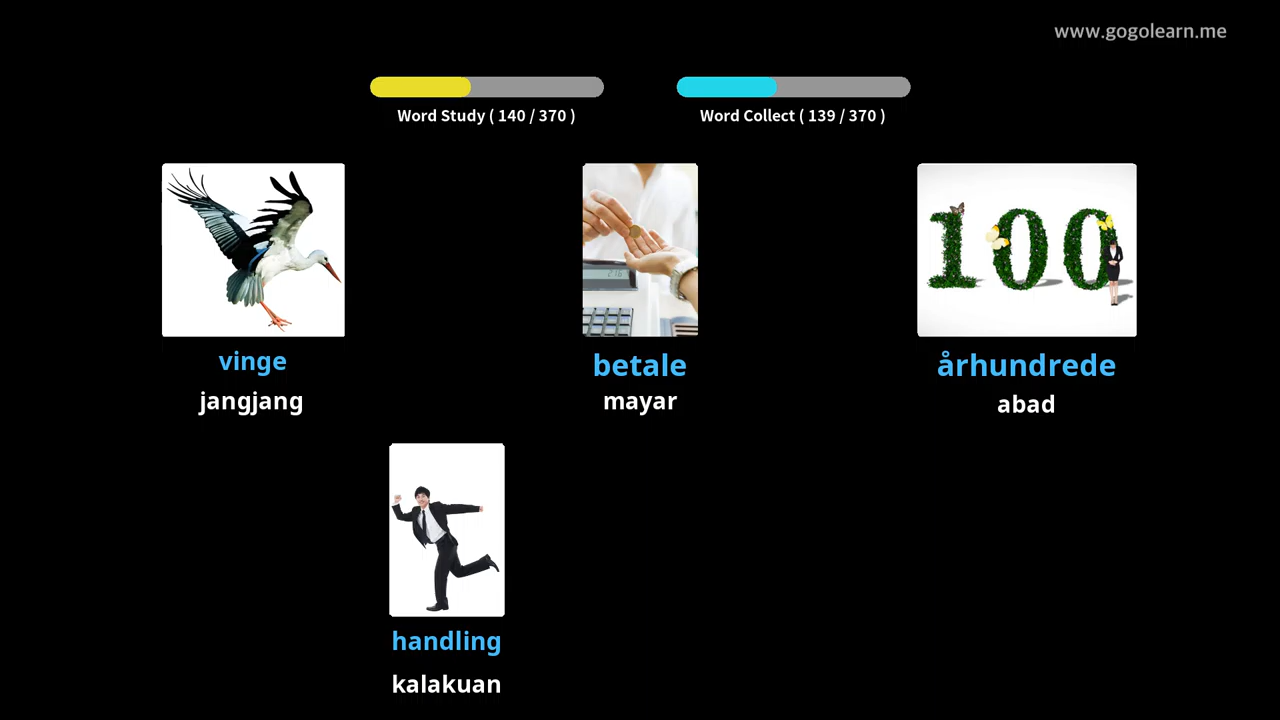 www.gogolearn.me
Word Study ( 140 / 370 )
Word Collect ( 139 / 370 )
100
vinge
betale
århundrede
jangjang
mayar
abad
handling
kalakuan